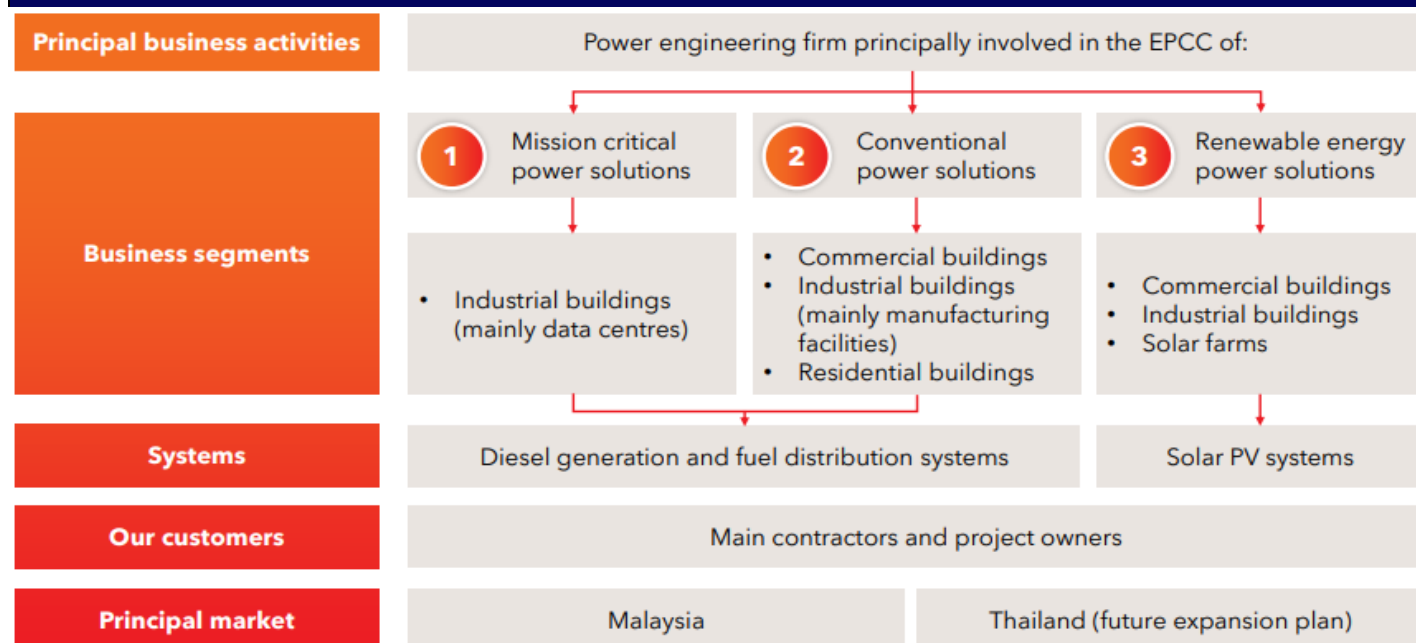 Principal business activities
Power engineering firm principally involved in the EPCC of:
Business segments
1
Mission critical
power solutions
2
Conventional
power solutions
3
Renewable energy
power solutions
• Industrial buildings
(mainly data centres)
• Commercial buildings
• Industrial buildings
(mainly manufacturing
facilities)
• Residential buildings
• Commercial buildings
• Industrial buildings
• Solar farms
Systems
Diesel generation and fuel distribution systems
Solar PV systems
Our customers
Main contractors and project owners
Principal market
Malaysia
Thailand (future expansion plan)